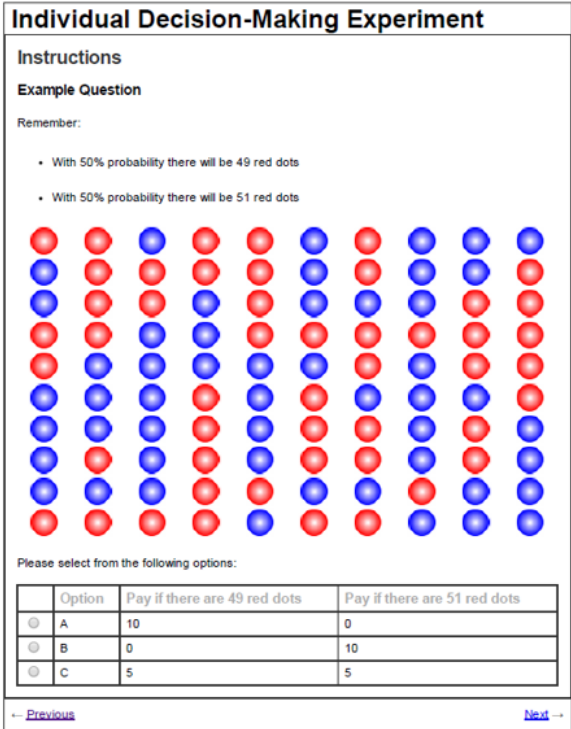 Individual Decision-Making Experiment
Instructions
Example Question
Remember:
• With 50% probability there will be 49 red dots
• With 50% probability there will be 51 red dots
Please select from the following options:
Option Pay if there are 49 red dots Pay if there are 51 red dots
A 10 0
B 0 10
C 5 5
← Previous Next →